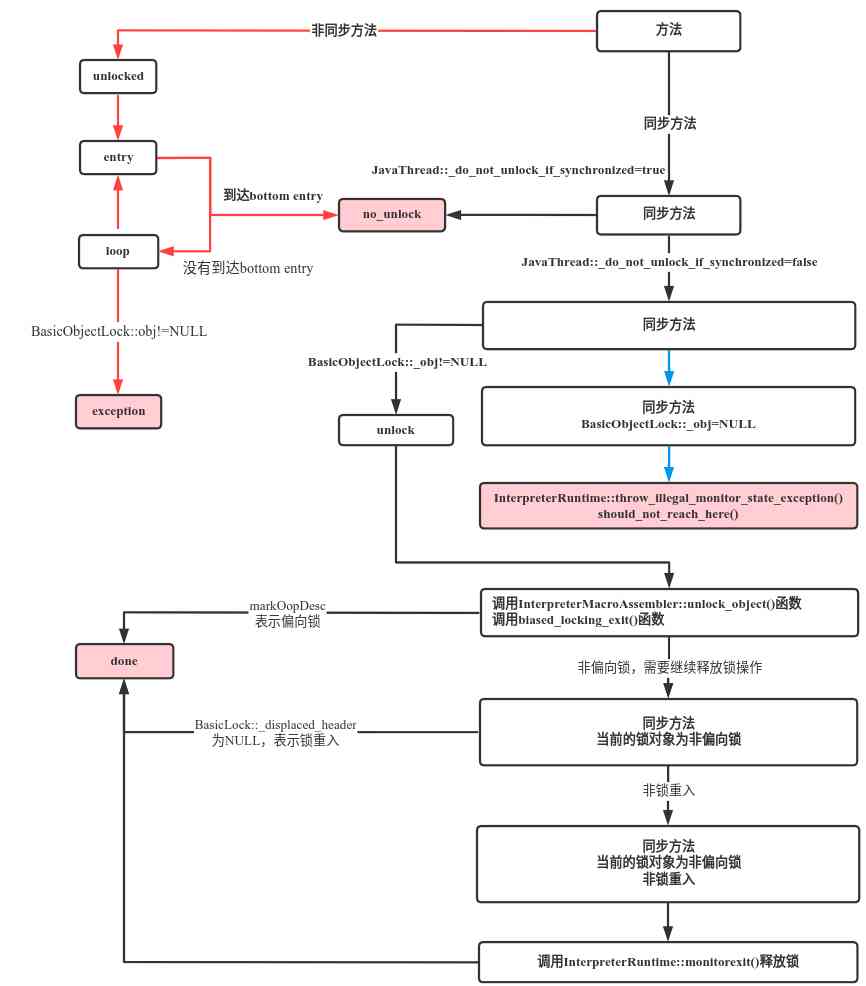 非同步方法
方法
unlocked
同步方法
entry
JavaThread::_do_not_unlock_if_synchronized=true
到达bottom entry
no_unlock
同步方法
loop
没有到达bottom entry
JavaThread::_do_not_unlock_if_synchronized=false
BasicObjectLock::obj!=NULL
同步方法
BasicObjectLock::_obj!=NULL
exception
同步方法
BasicObjectLock::_obj=NULL
unlock
InterpreterRuntime::throw_illegal_monitor_state_exception()
should_not_reach_here()
markOopDesc
表示偏向锁
调用InterpreterMacroAssembler::unlock_object()函数
调用biased_locking_exit()函数
done
非偏向锁，需要继续释放锁操作
BasicLock::_displaced_header
为NULL，表示锁重入
同步方法
当前的锁对象为非偏向锁
非锁重入
同步方法
当前的锁对象为非偏向锁
非锁重入
调用InterpreterRuntime::monitorexit()释放锁